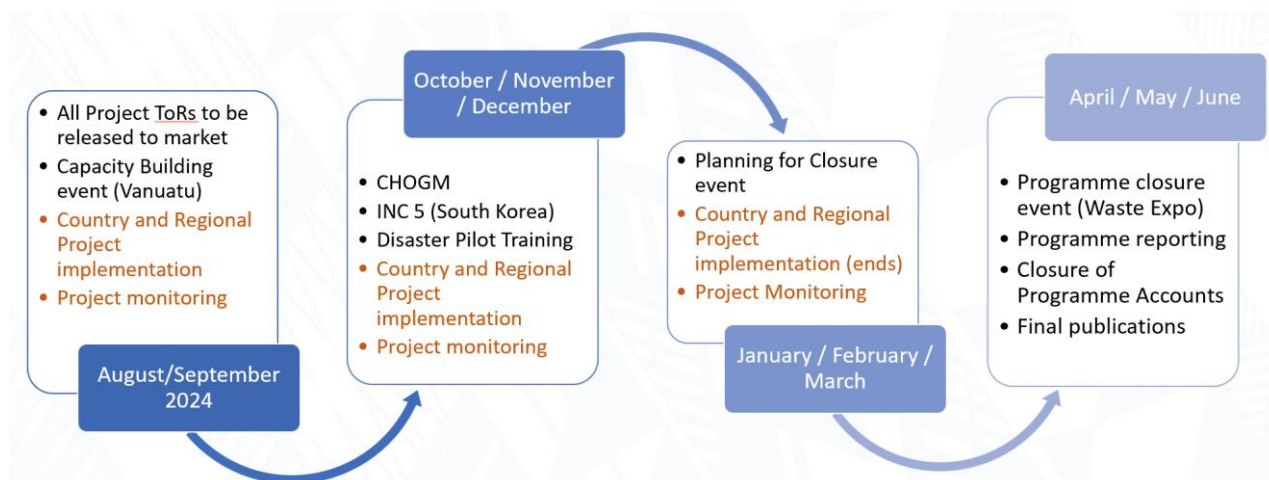 • All Project ToRs to be
released to market
• Capacity Building
event (Vanuatu)
• Country and Regional
Project
implementation
• Project monitoring
August/September
2024
October / November
/ December
• CHOGM
• INC 5 (South Korea)
• Disaster Pilot Training
• Country and Regional
Project
implementation
• Project monitoring
• Planning for Closure
event
• Country and Regional
Project
implementation (ends)
• Project Monitoring
January / February /
March
April / May / June
• Programme closure
event (Waste Expo)
• Programme reporting
• Closure of
Programme Accounts
• Final publications